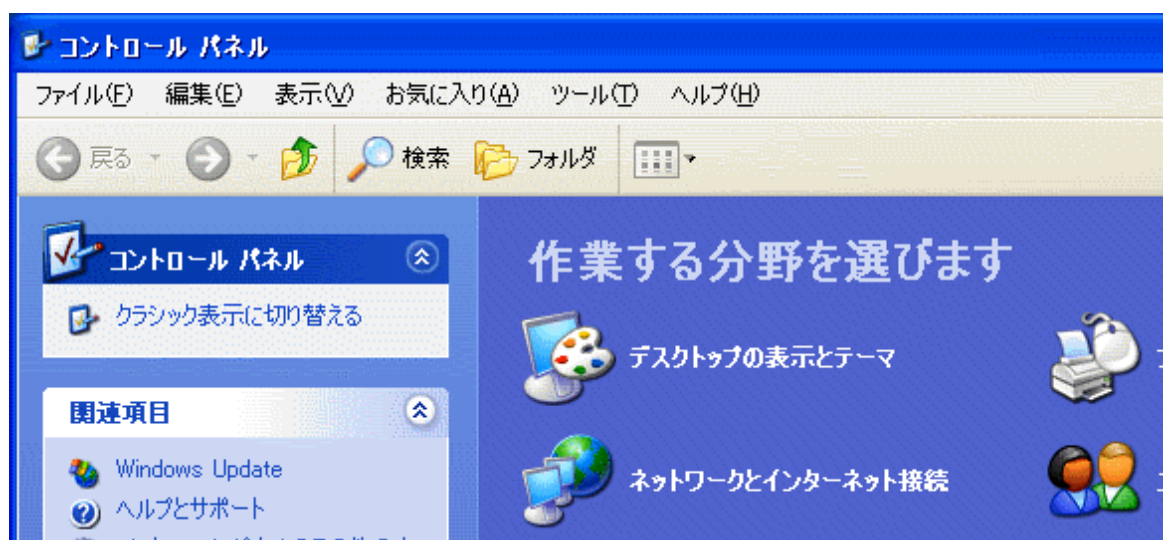 コントロール パネル
ファイル(F) 編集(E) 表示(V) お気に入り(A) ツール(T) ヘルプ(H)
戻る 検索 フォルダ
コントロール パネル
クラシック表示に切り替える
関連項目
Windows Update
ヘルプとサポート
作業する分野を選びます
デスクトップの表示とテーマ
ネットワークとインターネット接続